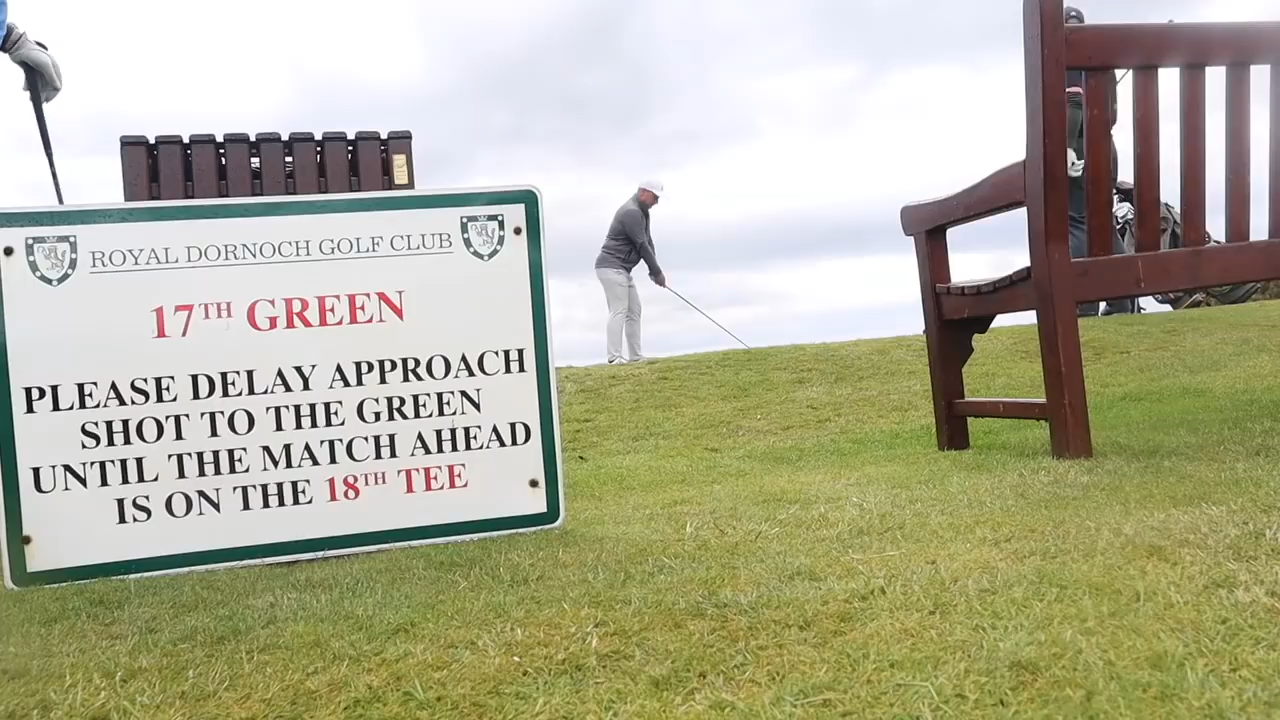 ROYAL DORNOCH GOLF CLUB
17TH GREEN
PLEASE DELAY APPROACH
SHOT TO THE GREEN
UNTIL THE MATCH AHEAD
IS ON THE 18TH TEE